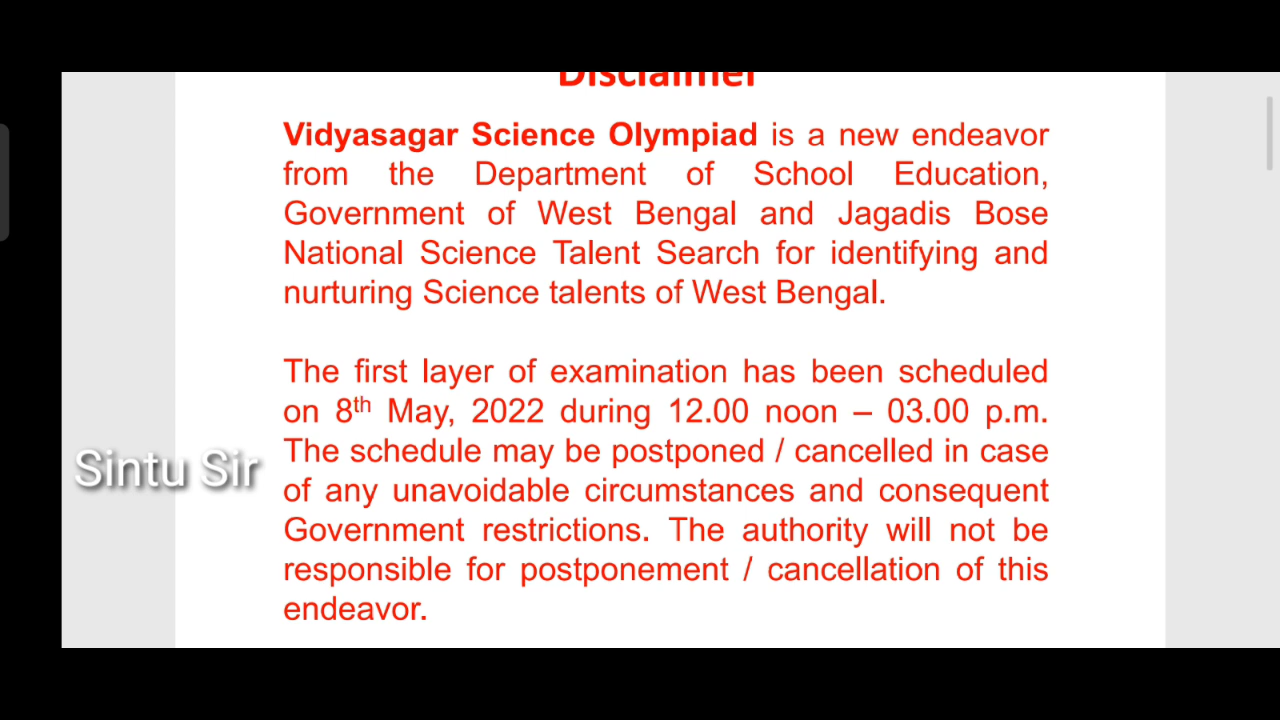 Disclaimer
Vidyasagar Science Olympiad is a new endeavor
from the Department of School Education,
Government of West Bengal and Jagadis Bose
National Science Talent Search for identifying and
nurturing Science talents of West Bengal.
The first layer of examination has been scheduled
on 8th May, 2022 during 12.00 noon – 03.00 p.m.
The schedule may be postponed / cancelled in case
of any unavoidable circumstances and consequent
Government restrictions. The authority will not be
responsible for postponement / cancellation of this
endeavor.
Sintu Sir